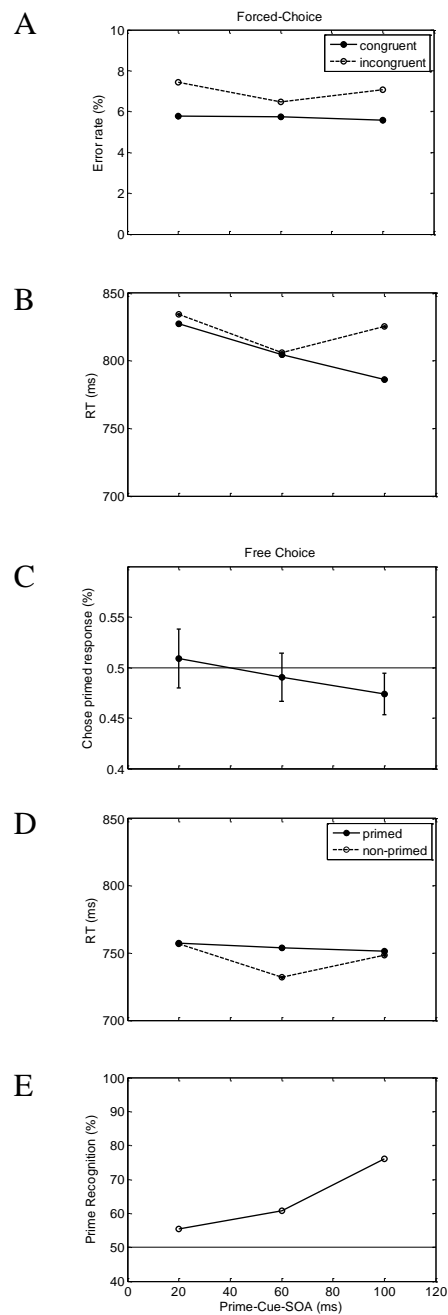 A
Forced-Choice
congruent
incongruent
10
8
6
4
2
0
Error rate (%)
B
850
800
750
700
RT (ms)
Free Choice
C
0.55
0.5
0.45
0.4
Chose primed response (%)
D
primed
non-primed
850
800
750
700
RT (ms)
E
100
90
80
70
60
50
40
Prime Recognition (%)
0 20 40 60 80 100 120
Prime-Cue-SOA (ms)